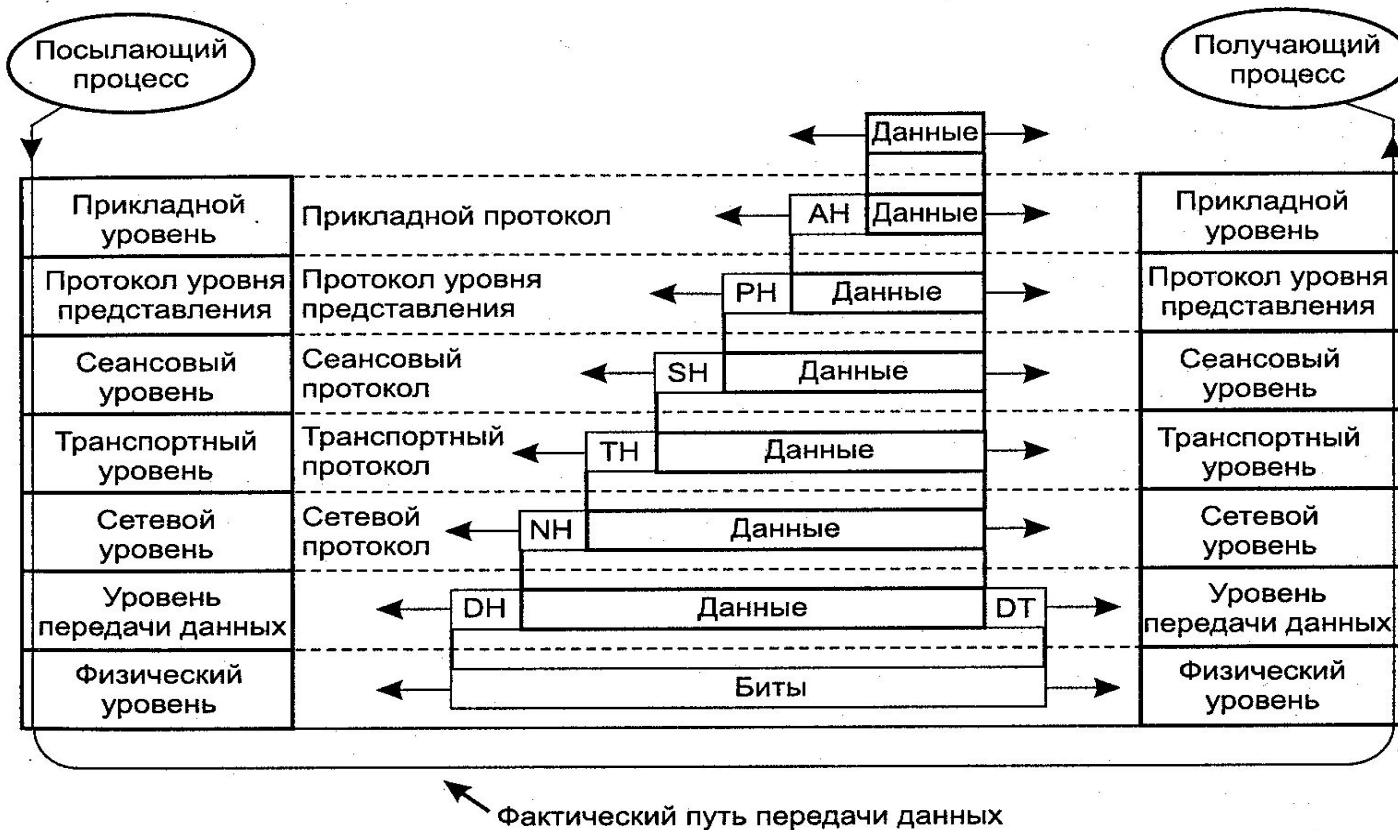 Посылающий
процесс
Получающий
процесс
Данные
Прикладной
уровень
Прикладной протокол
AH
Данные
Прикладной
уровень
Протокол уровня
представления
Протокол уровня
представления
PH
Данные
Протокол уровня
представления
Сеансовый
уровень
Сеансовый
протокол
SH
Данные
Сеансовый
уровень
Транспортный
уровень
Транспортный
протокол
TH
Данные
Транспортный
уровень
Сетевой
уровень
Сетевой
протокол
NH
Данные
Сетевой
уровень
Уровень
передачи данных
DH
Данные
DT
Уровень
передачи данных
Физический
уровень
Биты
Физический
уровень
Фактический путь передачи данных